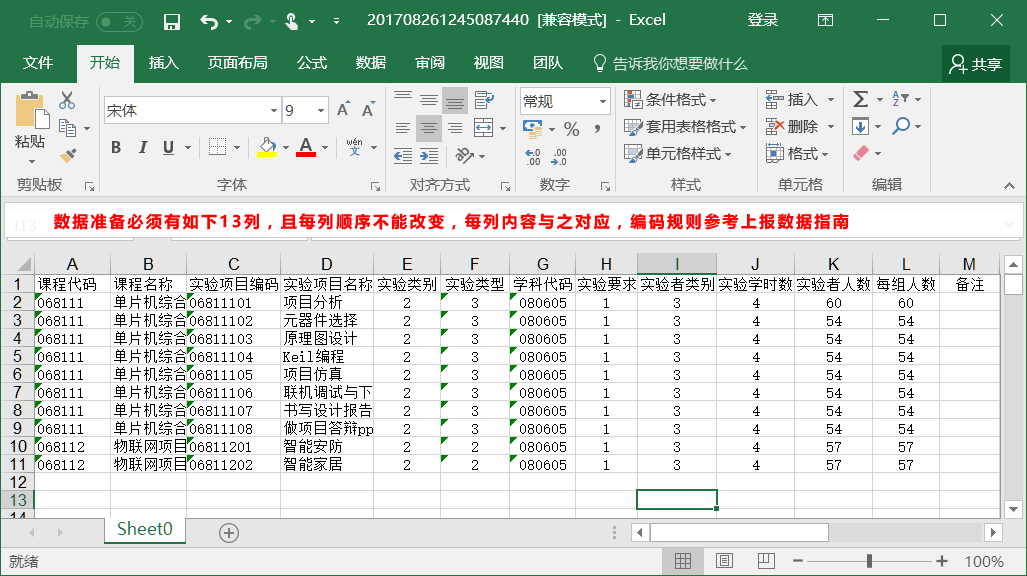 自动保存 关 201708261245087440 [兼容模式] - Excel 登录
文件 开始 插入 页面布局 公式 数据 审阅 视图 团队 告诉我你想要做什么 共享
粘贴 宋体 9 常规 条件格式 插入
B I U A wén 文 % , 套用表格格式 删除
单元格样式 格式
剪贴板 字体 对齐方式 数字 样式 单元格 编辑
I13 数据准备必须有如下13列，且每列顺序不能改变，每列内容与之对应，编码规则参考上报数据指南
A B C D E F G H I J K L M
1 课程代码 课程名称 实验项目编码 实验项目名称 实验类别 实验类型 学科代码 实验要求 实验者类别 实验学时数 实验者人数 每组人数 备注
2 068111 单片机综合 06811101 项目分析 2 3 080605 1 3 4 60 60
3 068111 单片机综合 06811102 元器件选择 2 3 080605 1 3 4 54 54
4 068111 单片机综合 06811103 原理图设计 2 3 080605 1 3 4 54 54
5 068111 单片机综合 06811104 Keil编程 2 3 080605 1 3 4 54 54
6 068111 单片机综合 06811105 项目仿真 2 3 080605 1 3 4 54 54
7 068111 单片机综合 06811106 联机调试与下 2 3 080605 1 3 4 54 54
8 068111 单片机综合 06811107 书写设计报告 2 3 080605 1 3 4 54 54
9 068111 单片机综合 06811108 做项目答辩pp 2 3 080605 1 3 4 54 54
10 068112 物联网项目 06811201 智能安防 2 2 080605 1 3 4 57 57
11 068112 物联网项目 06811202 智能家居 2 2 080605 1 3 4 57 57
12
13
14
Sheet0
就绪 100%